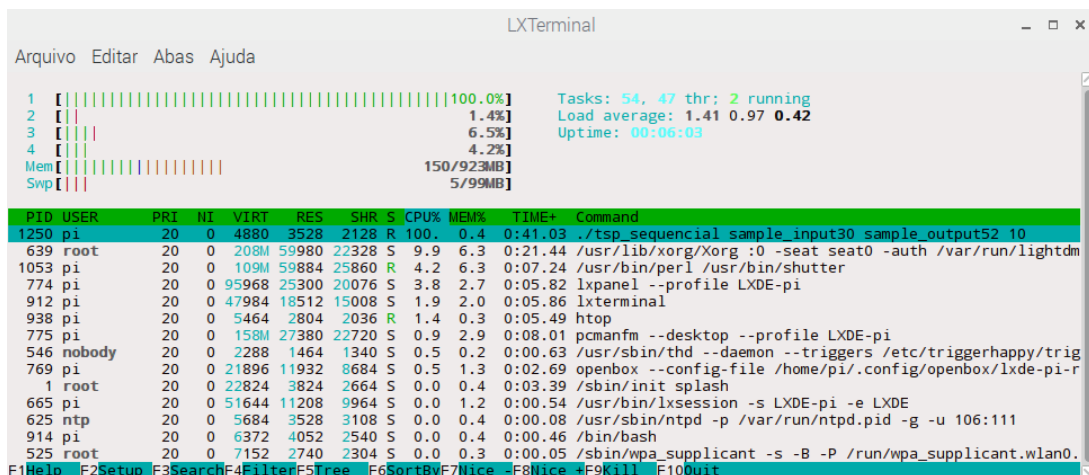 LXTerminal
Arquivo Editar Abas Ajuda
1 [||||||||||||||||||||||||||||||||||||||||||||100.0%] Tasks: 54, 47 thr; 2 running
2 [|| 1.4%] Load average: 1.41 0.97 0.42
3 [|||| 6.5%] Uptime: 00:06:03
4 [||| 4.2%]
Mem[|||||||||||||||||| 150/923MB]
Swp[||| 5/99MB]
PID USER PRI NI VIRT RES SHR S CPU% MEM% TIME+ Command
1250 pi 20 0 4880 3528 2128 R 100. 0.4 0:41.03 ./tsp_sequencial sample_input30 sample_output52 10
639 root 20 0 208M 59980 22328 S 9.9 6.3 0:21.44 /usr/lib/xorg/Xorg :0 -seat seat0 -auth /var/run/lightdm
1053 pi 20 0 109M 59884 25860 R 4.2 6.3 0:07.24 /usr/bin/perl /usr/bin/shutter
774 pi 20 0 95968 25300 20076 S 3.8 2.7 0:05.82 lxpanel --profile LXDE-pi
912 pi 20 0 47984 18512 15008 S 1.9 2.0 0:05.86 lxterminal
938 pi 20 0 5464 2804 2036 R 1.4 0.3 0:05.49 htop
775 pi 20 0 158M 27380 22720 S 0.9 2.9 0:08.01 pcmanfm --desktop --profile LXDE-pi
546 nobody 20 0 2288 1464 1340 S 0.5 0.2 0:00.63 /usr/sbin/thd --daemon --triggers /etc/triggerhappy/trig
769 pi 20 0 21896 11932 8684 S 0.5 1.3 0:02.69 openbox --config-file /home/pi/.config/openbox/lxde-pi-r
1 root 20 0 22824 3824 2664 S 0.0 0.4 0:03.39 /sbin/init splash
665 pi 20 0 51644 11208 9964 S 0.0 1.2 0:00.54 /usr/bin/lxsession -s LXDE-pi -e LXDE
625 ntp 20 0 5684 3528 3108 S 0.0 0.4 0:00.08 /usr/sbin/ntpd -p /var/run/ntpd.pid -g -u 106:111
914 pi 20 0 6372 4052 2540 S 0.0 0.4 0:00.46 /bin/bash
525 root 20 0 7152 2740 2304 S 0.0 0.3 0:00.05 /sbin/wpa_supplicant -s -B -P /run/wpa_supplicant.wlan0.
F1Help F2Setup F3SearchF4FilterF5Tree F6SortByF7Nice -F8Nice +F9Kill F10Quit